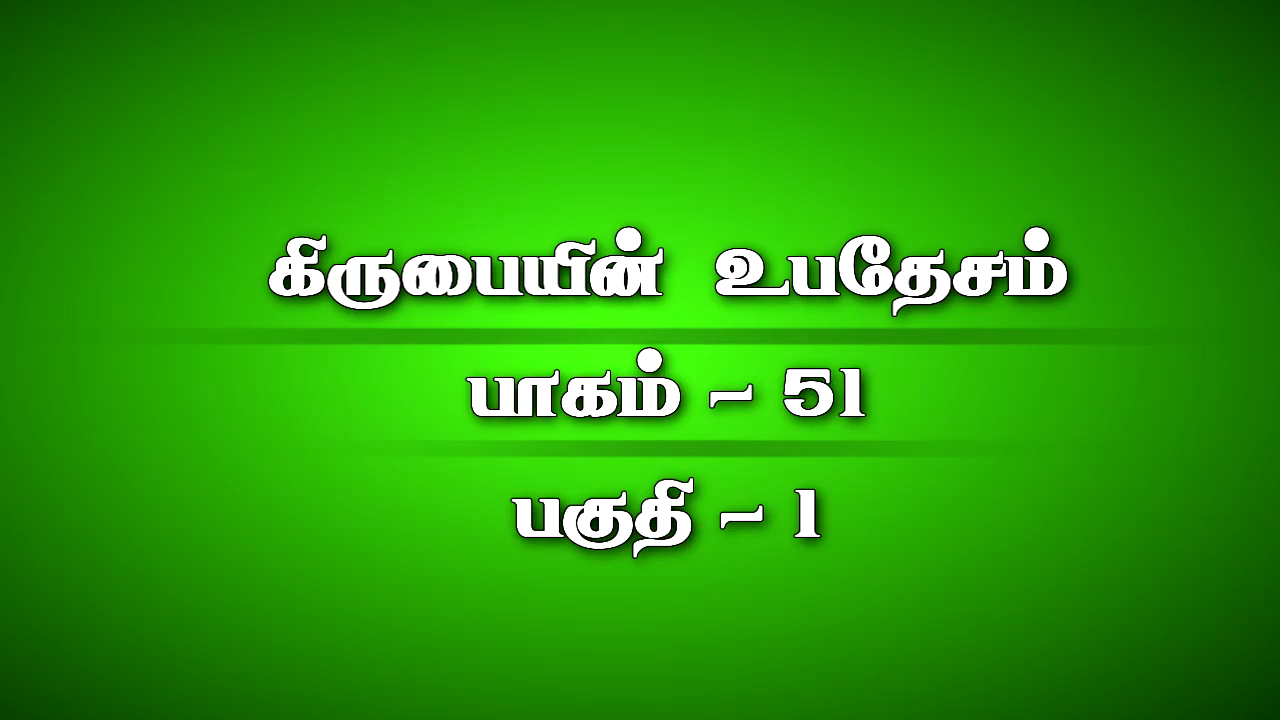 கிருபையின் உபதேசம்
பாகம் - 51
பகுதி - 1